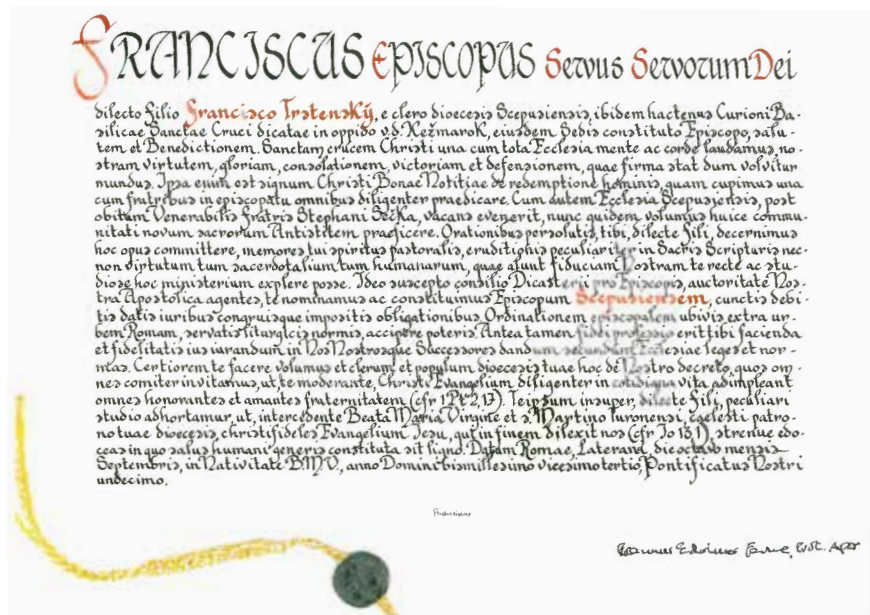 FRANCISCUS EPISCOPUS Servus Servorum Dei
dilecto filio Francisco Trstenský, e clero dioecesis Scepusiensis, ibidem hactenus Curioni Ba-
silicae Sanctae Cruci dicatae in oppido v.d. Kežmarok, eiusdem Sedis constituto Episcopo, salu-
tem et Benedictionem. Sanctam crucem Christi una cum tota Ecclesia mente ac corde laudamus, no-
stram virtutem, gloriam, consolationem, victoriam et defensionem, quae firma stat dum volvitur
mundus. Ipsa enim est signum Christi Bonae Notitiae de redemptione hominis, quam cupimus una
cum fratribus in episcopatu omnibus diligenter praedicare. Cum autem Ecclesia Scepusiensis, post
obitum Venerabilis Fratris Stephani Sečka, vacans evenerit, nunc quidem volumus huice commu-
nitati novum sacrorum Antistitem praeficere. Orationibus persolutis, tibi, dilecte fili, decernimus
hoc opus committere, memores tui spiritus pastoralis, eruditionis peculiariter in Sacris Scripturis nec-
non virtutum tum sacerdotalium tum humanarum, quae aiunt fiduciam Nostram te recte ac stu-
diose hoc ministerium explere posse. Ideo suscepto consilio Dicasterii pro Episcopis, auctoritate Nos-
tra Apostolica agentes, te nominamus ac constituimus Episcopum Scepusiensem, cunctis debi-
tis datis iuribus congruisque impositis obligationibus. Ordinationem episcopalem ubivis extra ur-
bem Romam, servatis liturgicis normis, accipere poteris. Antea tamen fidei professio erit tibi facienda
et fidelitatis ius iurandum in Nos Nostrosque Successores dandum secundum Ecclesiae leges et nor-
mas. Certiorem te facere volumus et clerum et populum dioecesis tuae hoc de Nostro decreto, quos om-
nes comiter invitamus, ut, te moderante, Christi Evangelium diligenter in cotidiana vita adimpleant
omnes honorantes et amantes fraternitatem (cfr 1 Pt 2, 17). Teipsum insuper, dilecte fili, peculiari
studio adhortamur, ut, intercedente Beata Maria Virgine et s. Martino Turonensi, caelesti patro-
no tuae dioecesis, christifideles Evangelium Iesu, qui in finem dilexit nos (cfr Io 13, 1), strenue edo-
ceas in quo salus humani generis constituta sit ligno. Datum Romae, Laterani, die octavo mensis
Septembris, in Nativitate B.M.V., anno Domini bismillesimo vicesimo tertio, Pontificatus Nostri
undecimo.
Franciscus